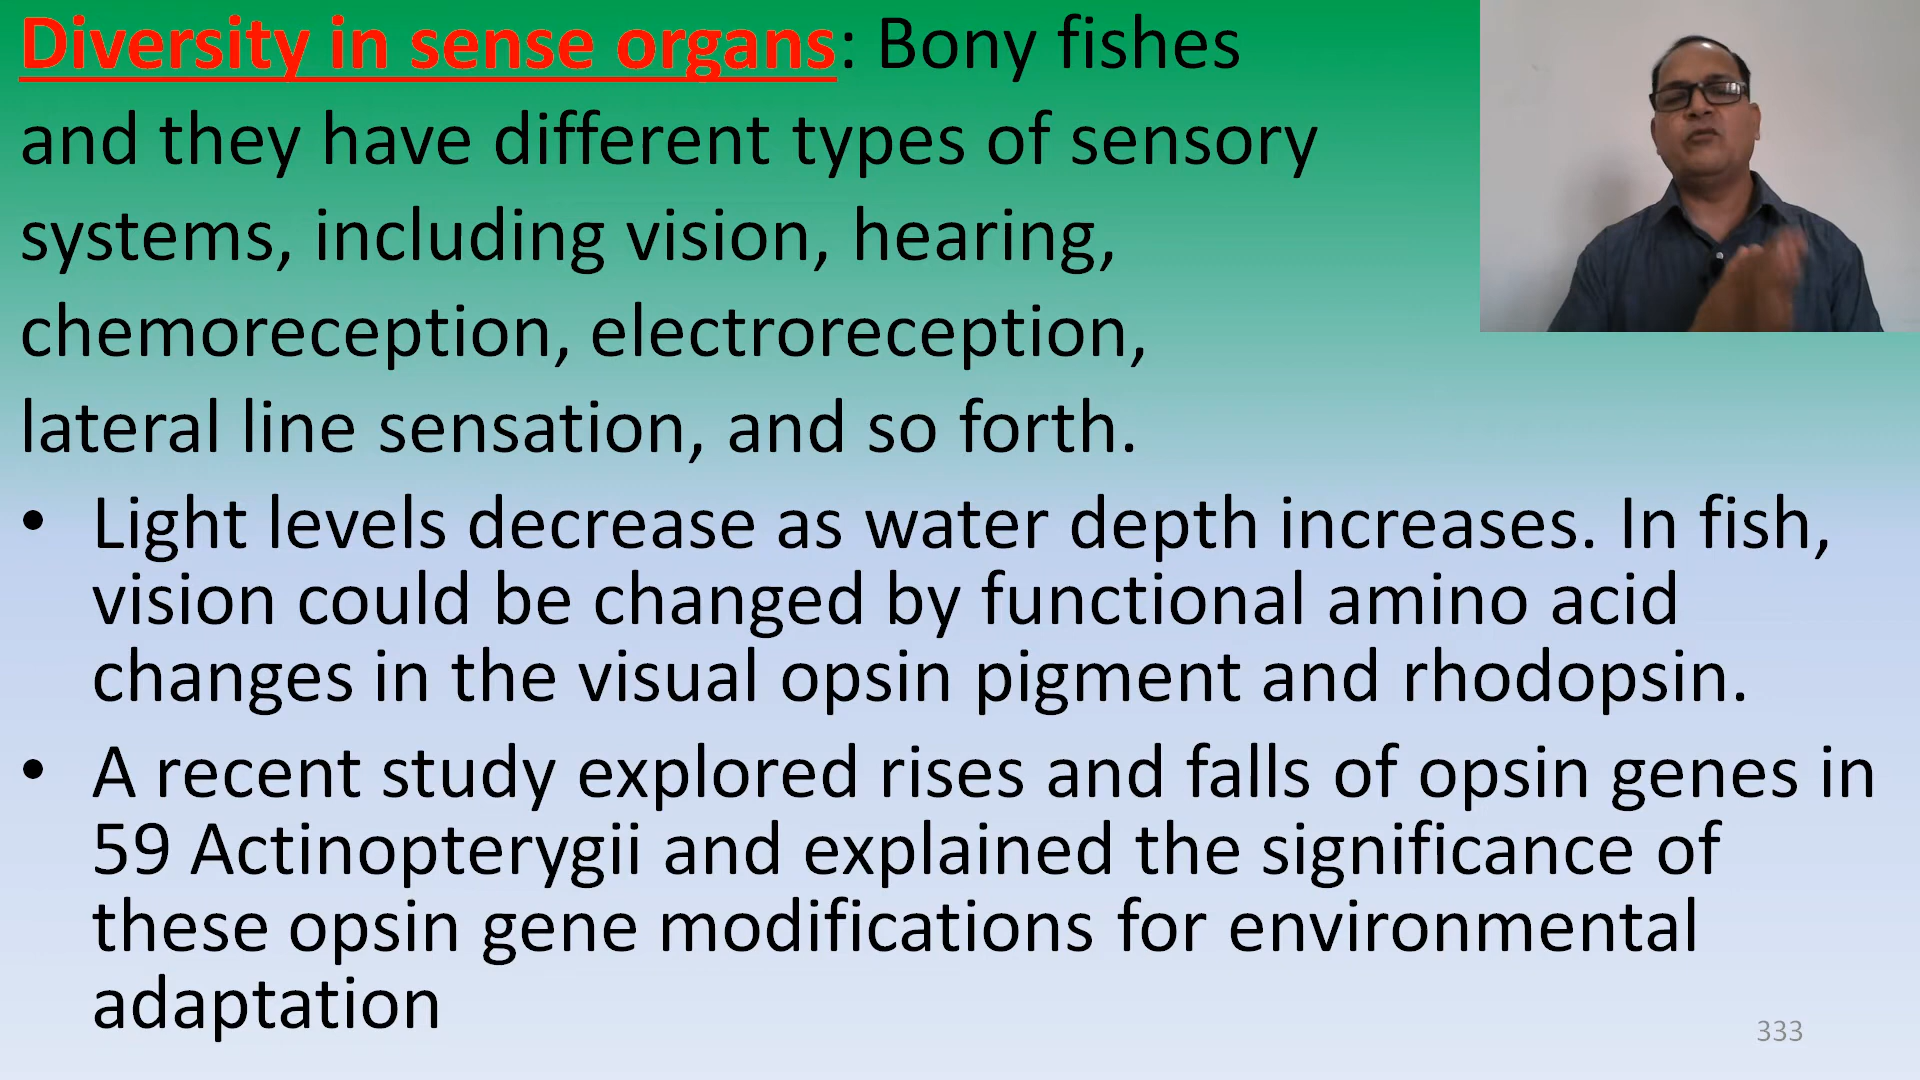 Diversity in sense organs: Bony fishes
and they have different types of sensory
systems, including vision, hearing,
chemoreception, electroreception,
lateral line sensation, and so forth.
• Light levels decrease as water depth increases. In fish,
vision could be changed by functional amino acid
changes in the visual opsin pigment and rhodopsin.
• A recent study explored rises and falls of opsin genes in
59 Actinopterygii and explained the significance of
these opsin gene modifications for environmental
adaptation
333